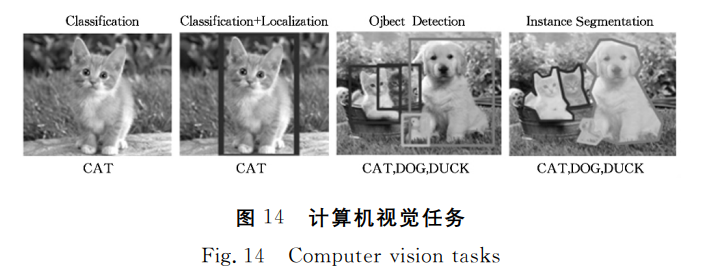 Classification
Classification+Localization
Ojbect Detection
Instance Segmentation
CAT
CAT
CAT,DOG,DUCK
CAT,DOG,DUCK
图 14 计算机视觉任务
Fig. 14 Computer vision tasks